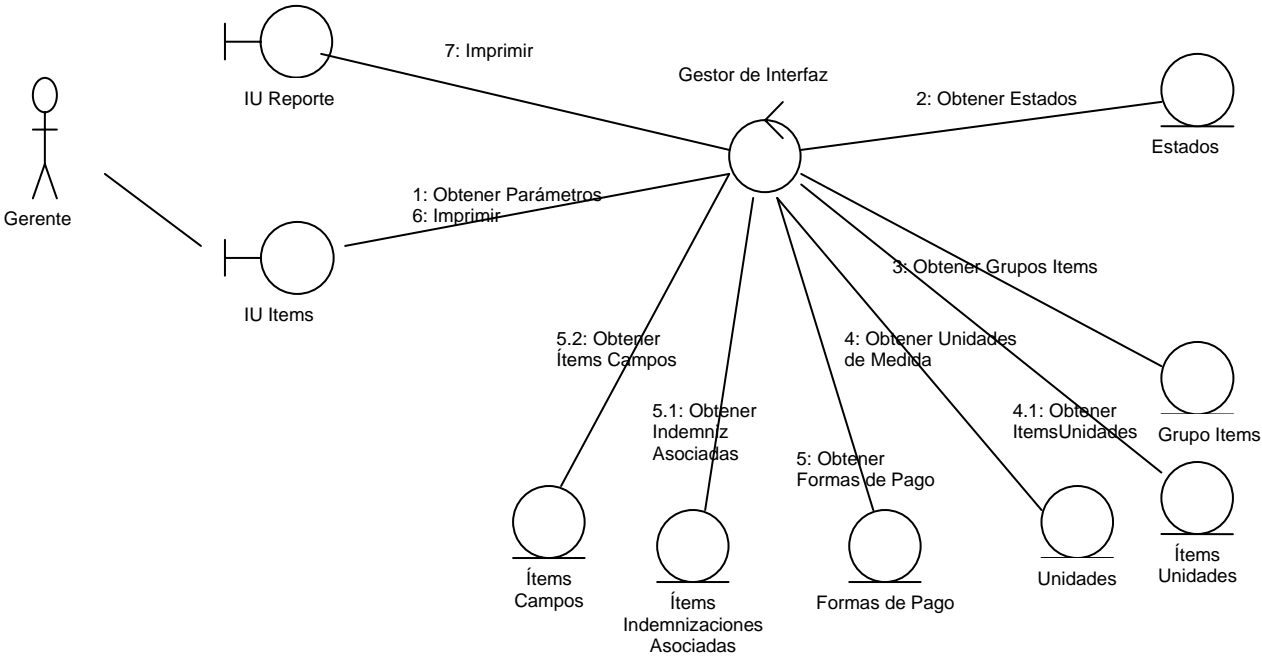 7: Imprimir
Gestor de Interfaz
IU Reporte
2: Obtener Estados
Estados
Gerente
1: Obtener Parámetros
6: Imprimir
IU Items
3: Obtener Grupos Items
5.2: Obtener
Ítems Campos
4: Obtener Unidades
de Medida
5.1: Obtener
Indemniz
Asociadas
4.1: Obtener
ItemsUnidades
Grupo Items
5: Obtener
Formas de Pago
Ítems
Campos
Ítems
Indemnizaciones
Asociadas
Formas de Pago
Unidades
Ítems
Unidades